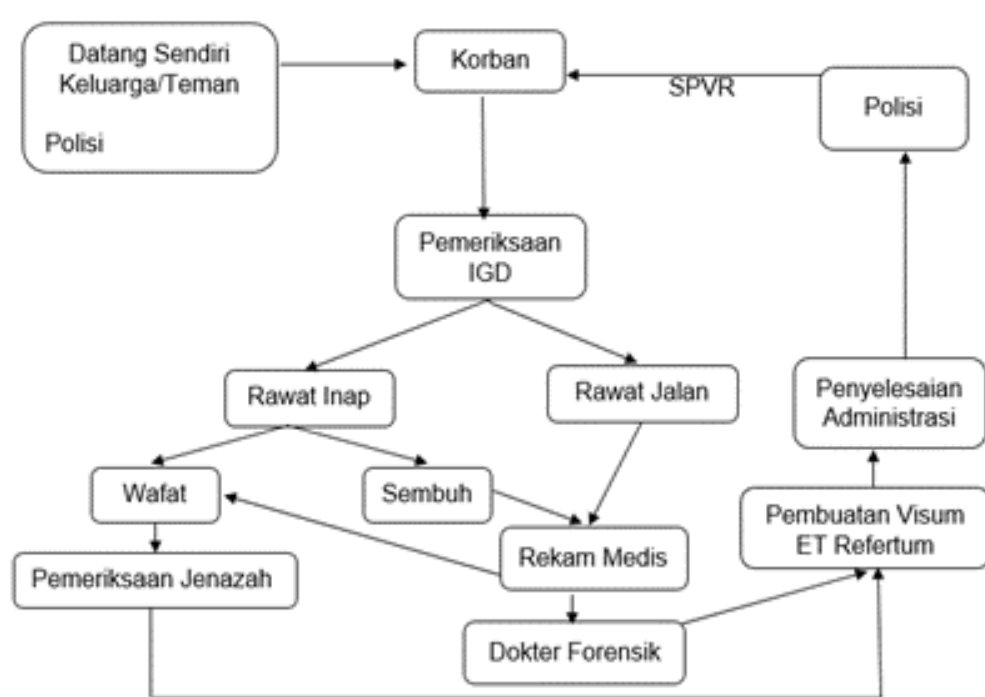 Datang Sendiri
Keluarga/Teman
Polisi
Korban
SPVR
Polisi
Pemeriksaan
IGD
Rawat Inap
Rawat Jalan
Penyelesaian
Administrasi
Wafat
Sembuh
Pembuatan Visum
ET Refertum
Rekam Medis
Pemeriksaan Jenazah
Dokter Forensik